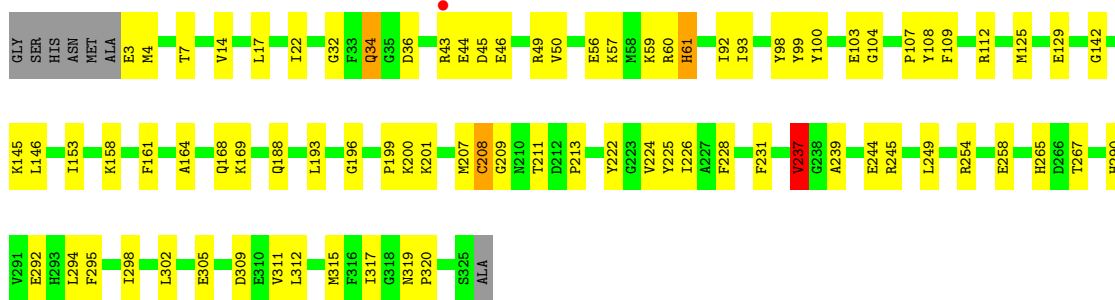 GLY SER HIS ASN MET ALA E3 M4 T7 V14 L17 I22 G32 F33 Q34 G35 D36 R43 E44 D45 E46 R49 V50 E56 K57 M58 K59 R60 H61 I92 I93 Y98 Y99 Y100 E103 G104 P107 Y108 F109 R112 M125 E129 G142
K145 L146 I153 K158 F161 A164 Q168 K169 Q188 L193 G196 P199 K200 K201 M207 C208 G209 N210 T211 D212 P213 Y222 G223 V224 Y225 I226 A227 F228 F231 V237 G238 A239 E244 R245 L249 R254 E258 H265 D266 T267
V291 E292 H293 L294 F295 I298 L302 E305 D309 E310 V311 L312 M315 F316 I317 G318 N319 P320 S325 ALA